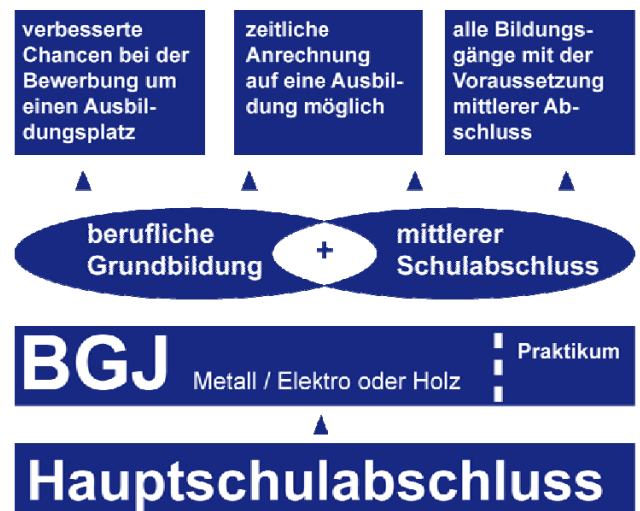 verbesserte
Chancen bei der
Bewerbung um
einen Ausbil-
dungsplatz
zeitliche
Anrechnung
auf eine Ausbil-
dung möglich
alle Bildungs-
gänge mit der
Voraussetzung
mittlerer Ab-
schluss
berufliche
Grundbildung
+
mittlerer
Schulabschluss
BGJ Metall / Elektro oder Holz
Praktikum
Hauptschulabschluss